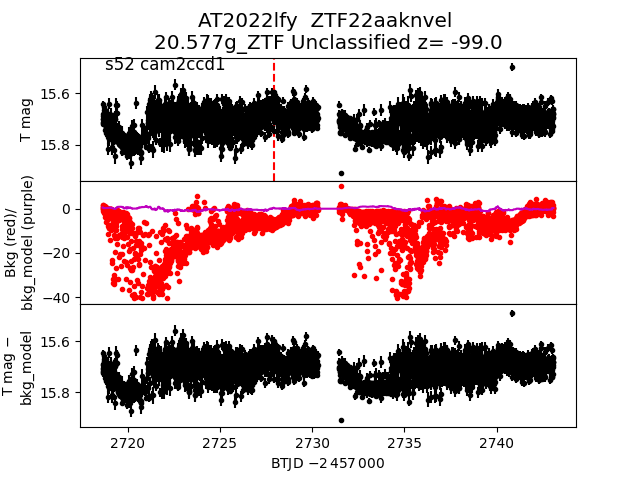 AT2022lfy  ZTF22aaknvel
20.577g_ZTF Unclassified z= -99.0
s52 cam2ccd1
T mag
15.6
15.8
Bkg (red)/
bkg_model (purple)
0
−20
−40
T mag −
bkg_model
15.6
15.8
2720
2725
2730
2735
2740
BTJD −2 457 000